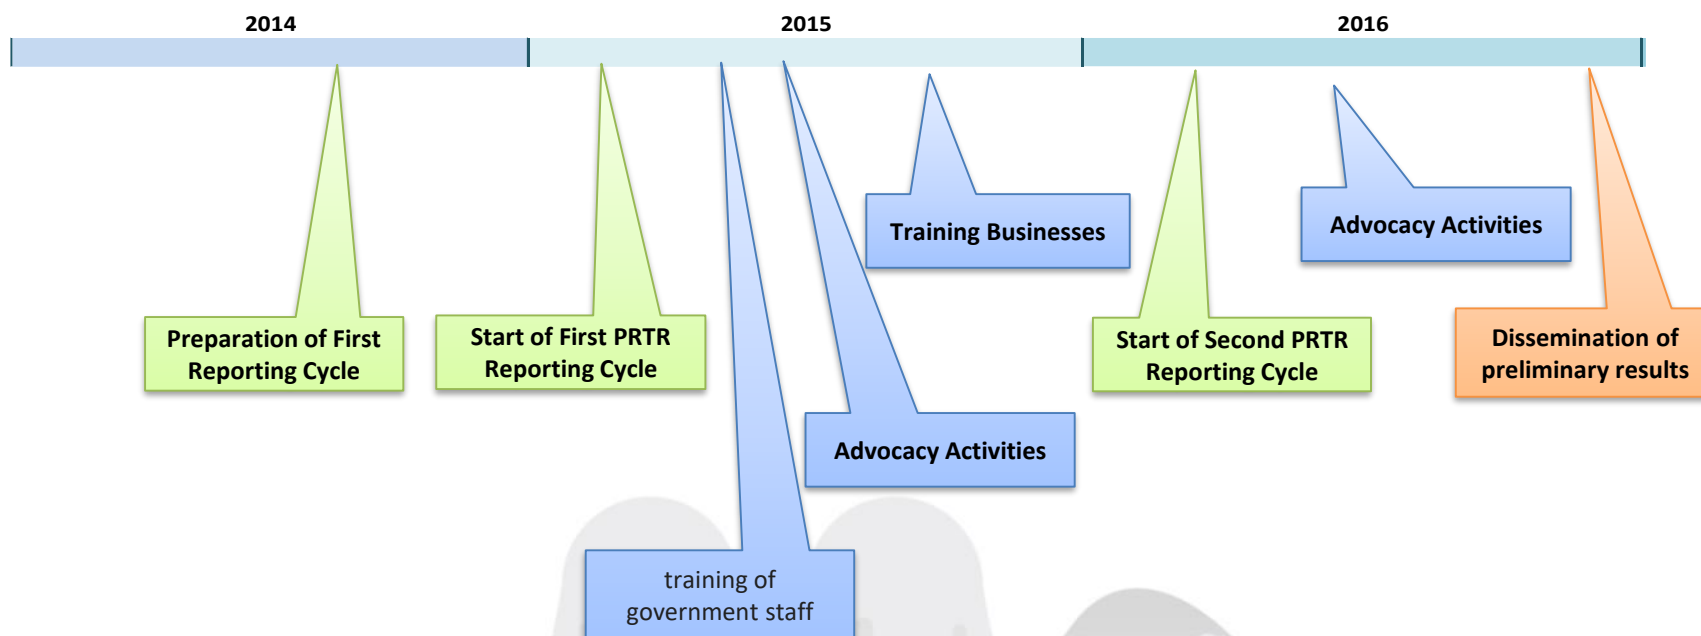 2014
2015
2016
Training Businesses
Advocacy Activities
Preparation of First
Reporting Cycle
Start of First PRTR
Reporting Cycle
Start of Second PRTR
Reporting Cycle
Dissemination of
preliminary results
Advocacy Activities
training of
government staff